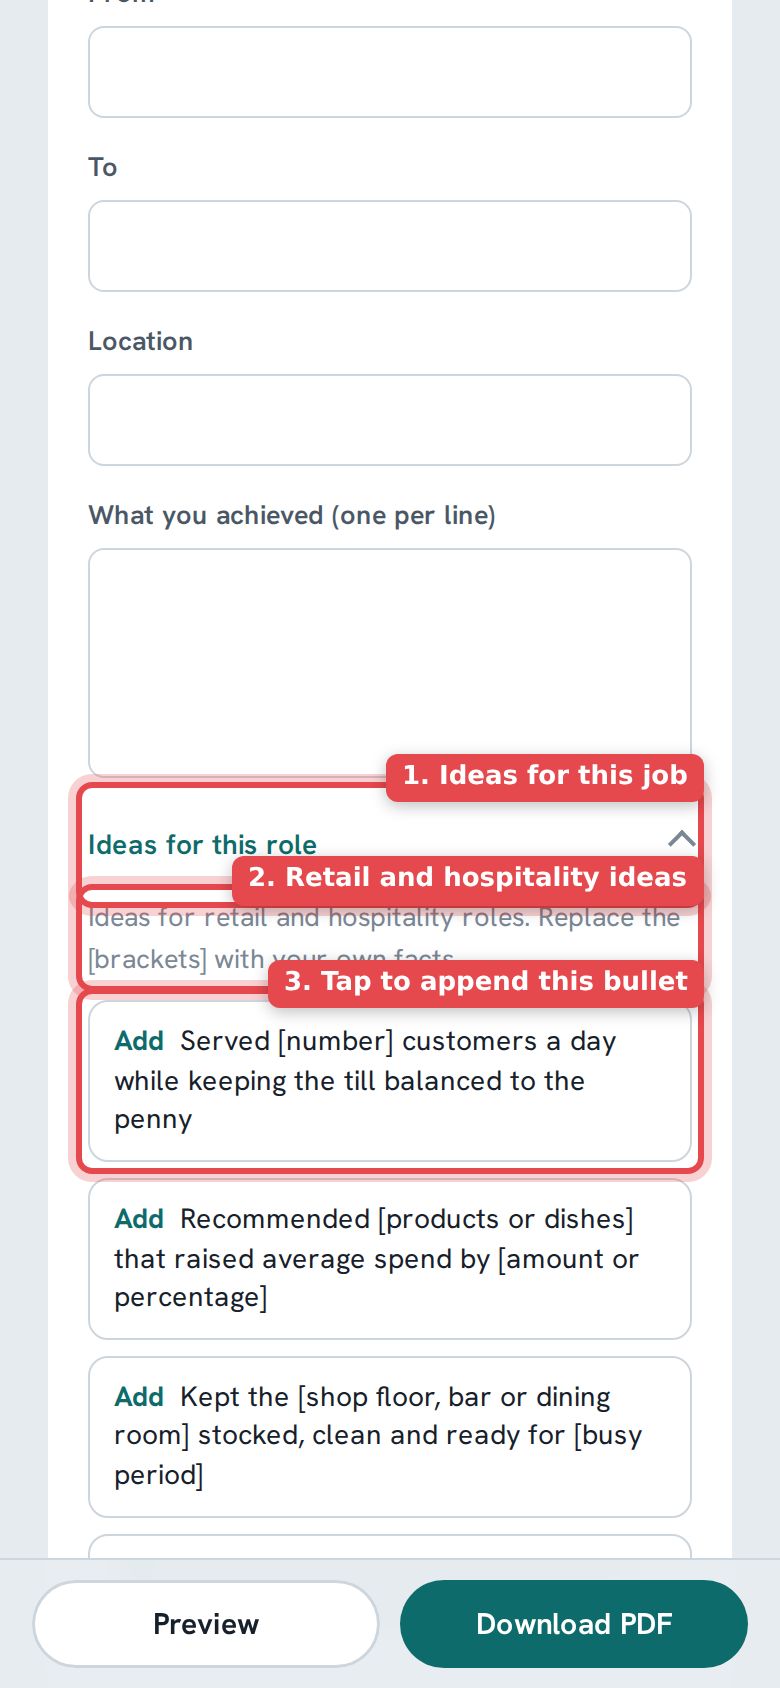 To
Location
What you achieved (one per line)
1. Ideas for this job
Ideas for this role
2. Retail and hospitality ideas
Ideas for retail and hospitality roles. Replace the
[brackets] with your own facts
3. Tap to append this bullet
Add Served [number] customers a day
while keeping the till balanced to the
penny
Add Recommended [products or dishes]
that raised average spend by [amount or
percentage]
Add Kept the [shop floor, bar or dining
room] stocked, clean and ready for [busy
period]
Preview
Download PDF